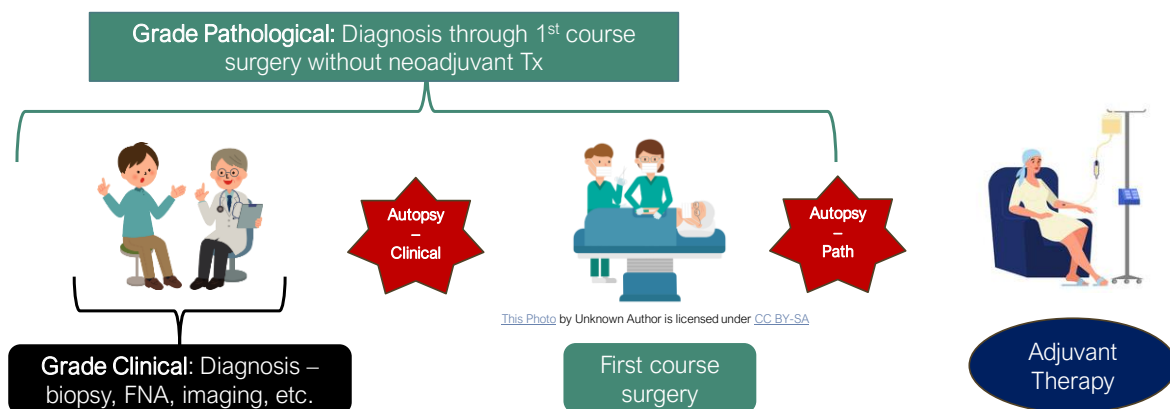 Grade Pathological: Diagnosis through 1st course
surgery without neoadjuvant Tx
Autopsy
–
Clinical
Autopsy
–
Path
This Photo by Unknown Author is licensed under CC BY-SA
Grade Clinical: Diagnosis –
biopsy, FNA, imaging, etc.
First course
surgery
Adjuvant
Therapy